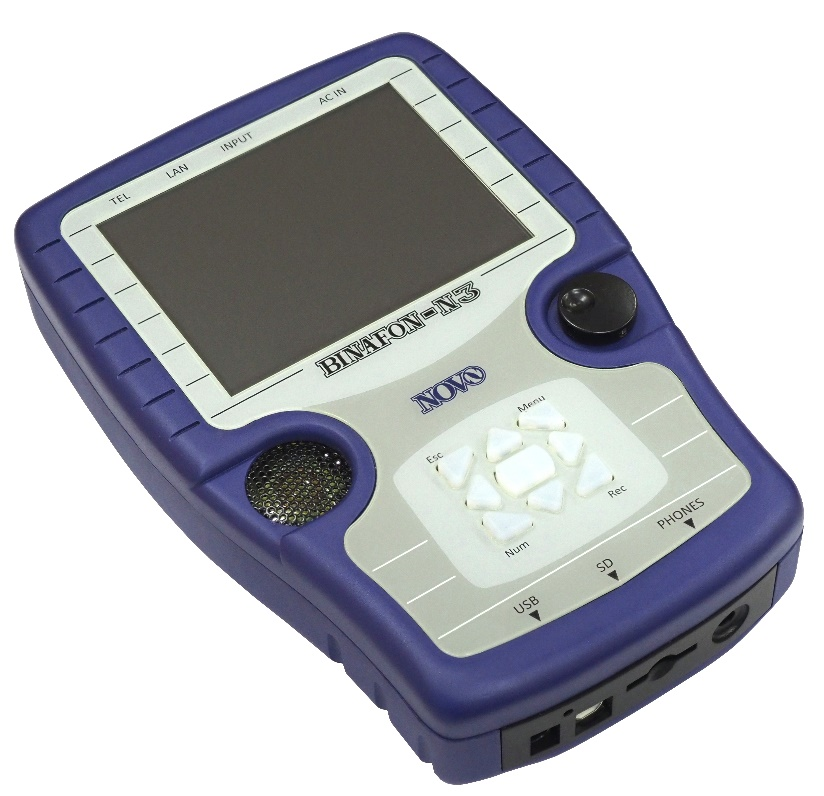 TEL LAN INPUT AC IN
BINAFON-N3
NOVO
Menu
Esc
Rec
Num
USB SD PHONES